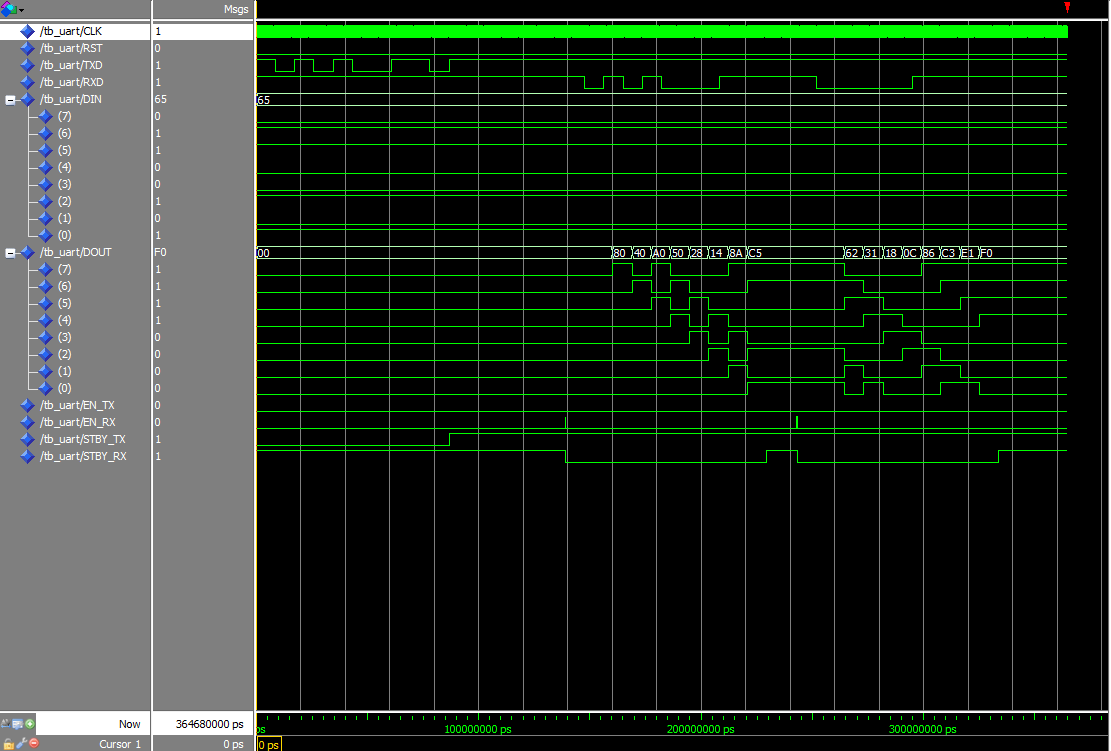 Msgs
/tb_uart/CLK 1
/tb_uart/RST 0
/tb_uart/TXD 1
/tb_uart/RXD 1
/tb_uart/DIN 65 65
(7) 0
(6) 1
(5) 1
(4) 0
(3) 0
(2) 1
(1) 0
(0) 1
/tb_uart/DOUT F0 00 80 40 A0 50 28 14 8A C5 62 31 18 0C 86 C3 E1 F0
(7) 1
(6) 1
(5) 1
(4) 1
(3) 0
(2) 0
(1) 0
(0) 0
/tb_uart/EN_TX 0
/tb_uart/EN_RX 0
/tb_uart/STBY_TX 1
/tb_uart/STBY_RX 1
Now 364680000 ps ps 100000000 ps 200000000 ps 300000000 ps
Cursor 1 0 ps 0 ps